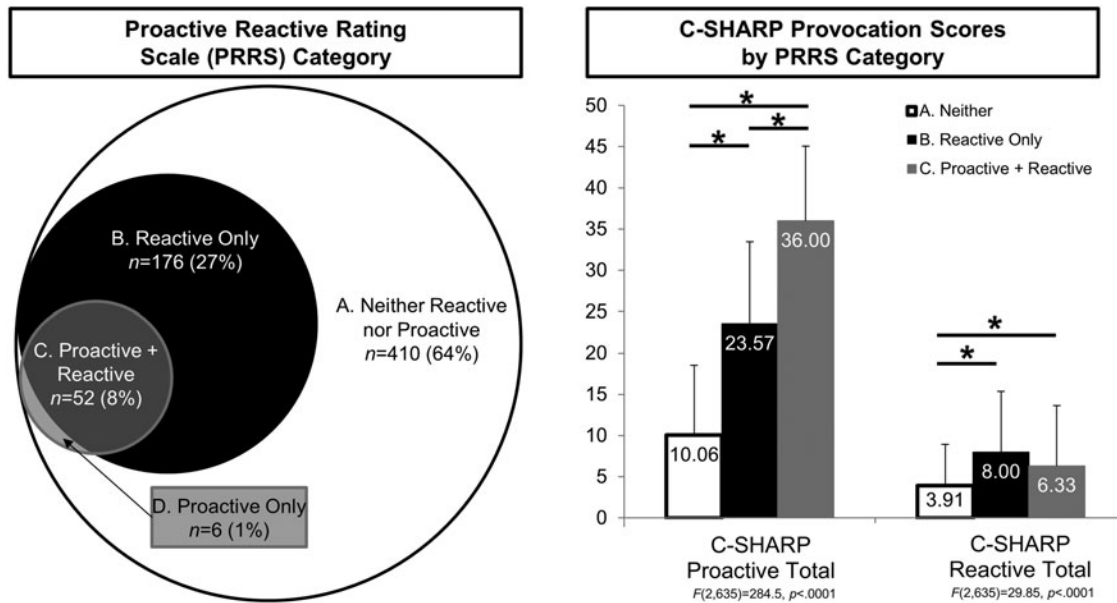 Proactive Reactive Rating
Scale (PRRS) Category
B. Reactive Only
n=176 (27%)
A. Neither Reactive
nor Proactive
n=410 (64%)
C. Proactive +
Reactive
n=52 (8%)
D. Proactive Only
n=6 (1%)
C-SHARP Provocation Scores
by PRRS Category
50
45
40
35
30
25
20
15
10
5
0
A. Neither
B. Reactive Only
C. Proactive + Reactive
*
*
*
*
*
10.06
23.57
36.00
3.91
8.00
6.33
C-SHARP
Proactive Total
F(2,635)=284.5, p<.0001
C-SHARP
Reactive Total
F(2,635)=29.85, p<.0001